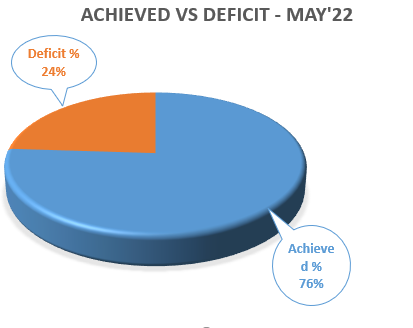 ACHIEVED VS DEFICIT - MAY'22
Deficit %
24%
Achieve
d %
76%